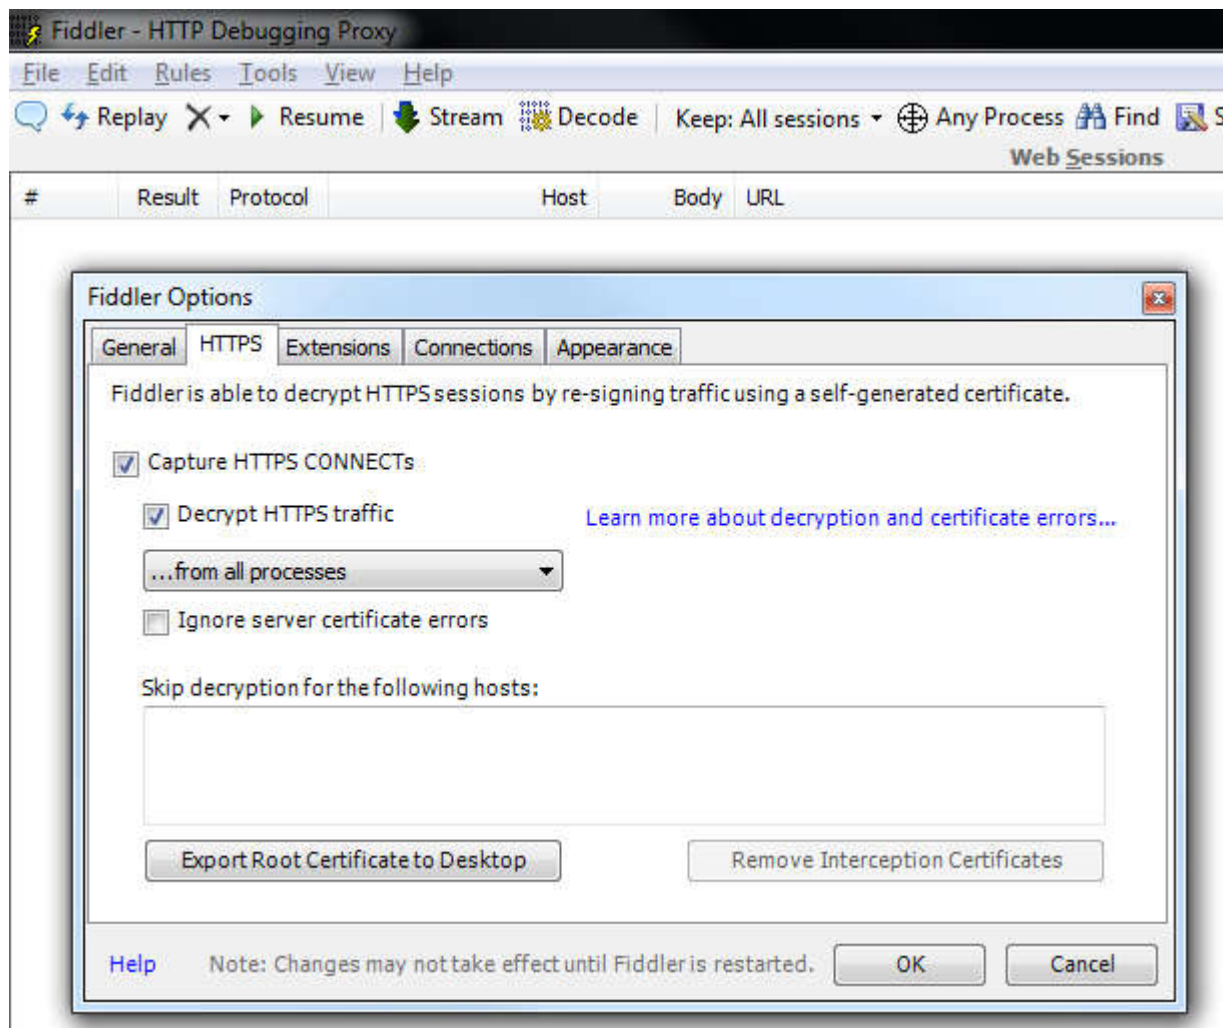 Fiddler - HTTP Debugging Proxy
File Edit Rules Tools View Help
Replay Resume Stream Decode Keep: All sessions Any Process Find
Web Sessions
# Result Protocol Host Body URL
Fiddler Options
General HTTPS Extensions Connections Appearance
Fiddler is able to decrypt HTTPS sessions by re-signing traffic using a self-generated certificate.
Capture HTTPS CONNECTs
Decrypt HTTPS traffic Learn more about decryption and certificate errors...
...from all processes
Ignore server certificate errors
Skip decryption for the following hosts:
Export Root Certificate to Desktop Remove Interception Certificates
Help Note: Changes may not take effect until Fiddler is restarted. OK Cancel